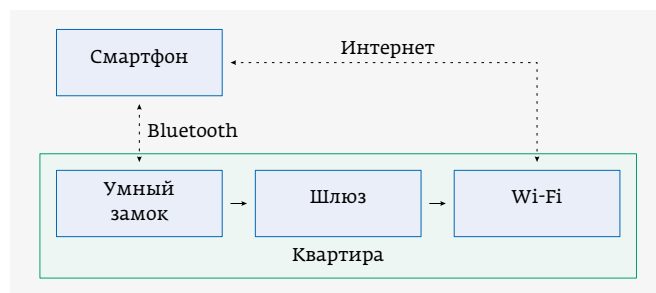 Смартфон
Интернет
Bluetooth
Умный
замок
Шлюз
Wi-Fi
Квартира